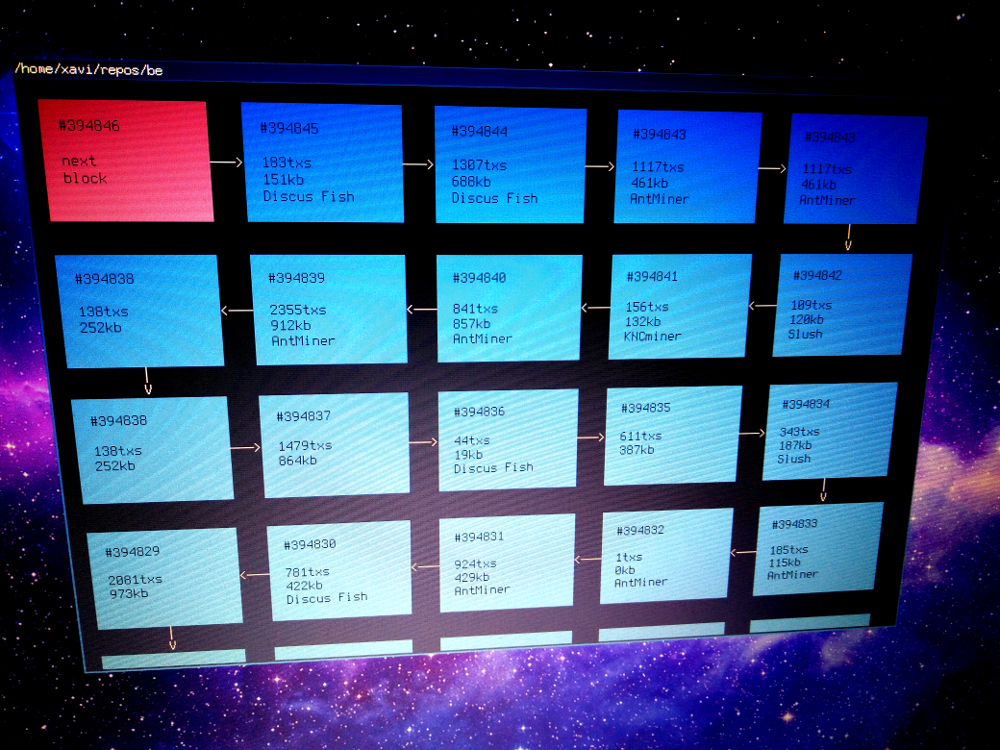 /home/xavi/repos/be
#394846
next
block
#394845
183txs
151kb
Discus Fish
#394844
1307txs
688kb
Discus Fish
#394843
1117txs
461kb
AntMiner
#394843
1117txs
461kb
AntMiner
#394838
138txs
252kb
#394839
2355txs
912kb
AntMiner
#394840
841txs
857kb
AntMiner
#394841
156txs
132kb
KNCminer
#394842
109txs
120kb
Slush
#394838
138txs
252kb
#394837
1479txs
864kb
#394836
44txs
19kb
Discus Fish
#394835
611txs
387kb
#394834
343txs
187kb
Slush
#394829
2081txs
973kb
#394830
781txs
422kb
Discus Fish
#394831
924txs
429kb
AntMiner
#394832
1txs
0kb
AntMiner
#394833
185txs
115kb
AntMiner